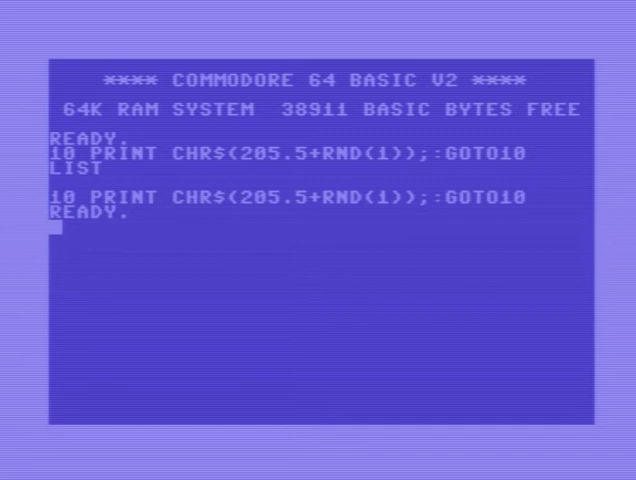 **** COMMODORE 64 BASIC V2 ****
64K RAM SYSTEM  38911 BASIC BYTES FREE
READY.
10 PRINT CHR$(205.5+RND(1));:GOTO10
LIST
10 PRINT CHR$(205.5+RND(1));:GOTO10
READY.